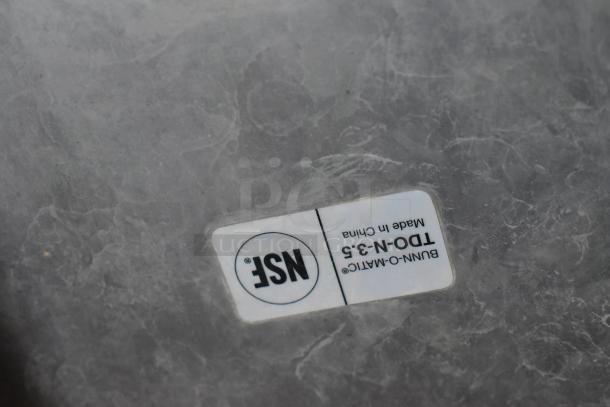 BUNN-O-MATIC®
TDO-N-3.5
Made In China
NSF®